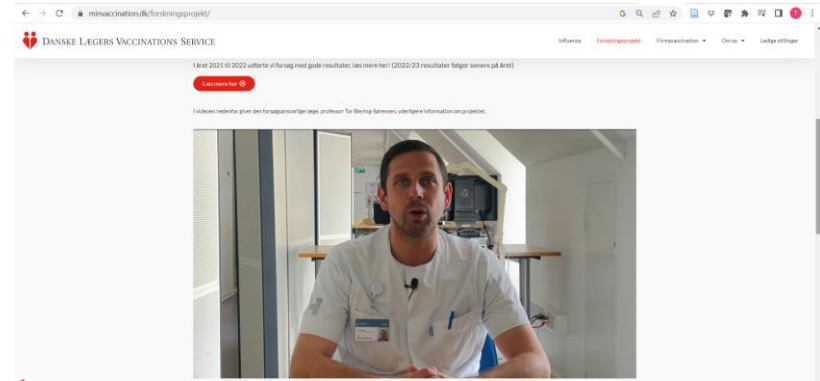 minvaccination.dk/forskningsprojekt/
DANSKE LÆGERS VACCINATIONS SERVICE
Influenza Forskningsprojekt Firmavaccination Om os Ledige stillinger
I året 2021 til 2022 udførte vi forsøg med gode resultater, læs mere her! (2022/23 resultater følger senere på året)
Læs mere her
I videoen nedenfor giver den forsøgsansvarlige læge, professor Tor Biering-Sørensen, yderligere information om projektet.